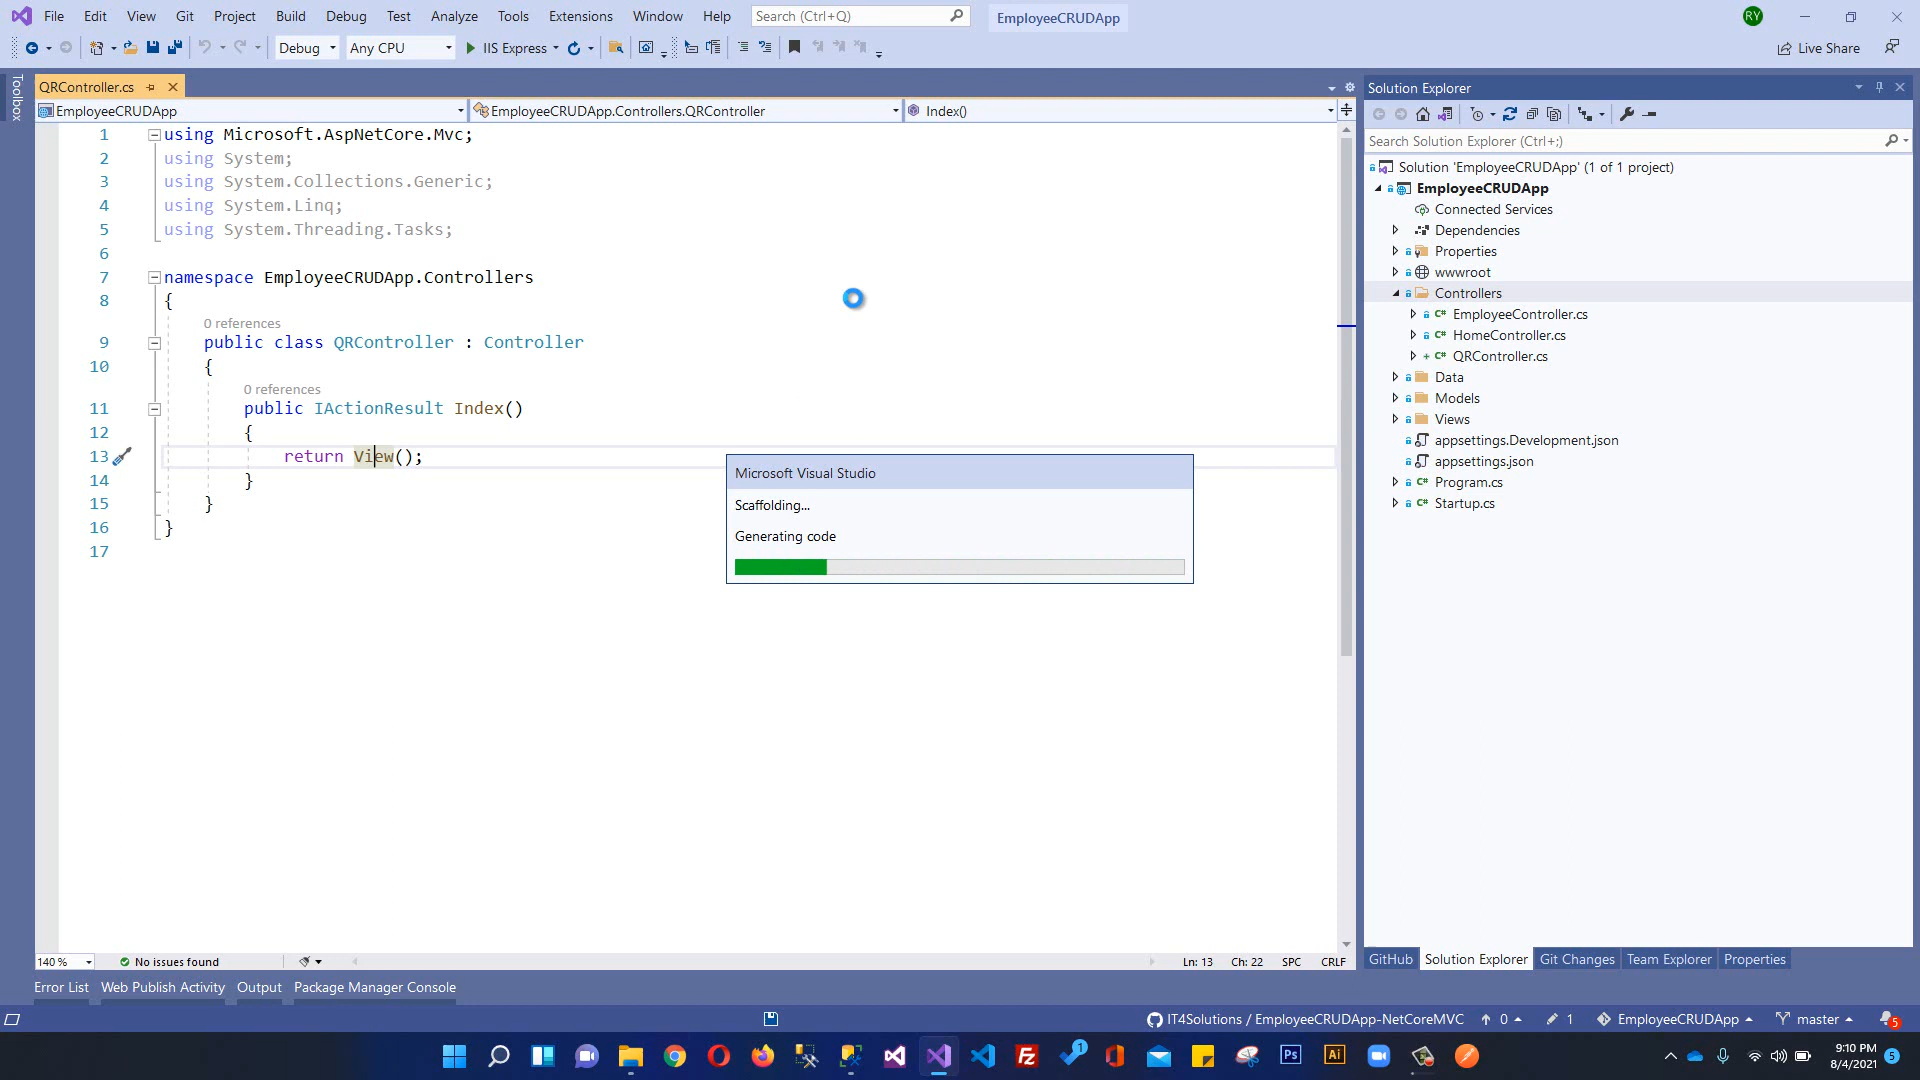 File Edit View Git Project Build Debug Test Analyze Tools Extensions Window Help Search (Ctrl+Q) EmployeeCRUDApp RY
Debug Any CPU IIS Express Live Share
Toolbox
QRController.cs
EmployeeCRUDApp EmployeeCRUDApp.Controllers.QRController Index()
1 using Microsoft.AspNetCore.Mvc;
2 using System;
3 using System.Collections.Generic;
4 using System.Linq;
5 using System.Threading.Tasks;
6
7 namespace EmployeeCRUDApp.Controllers
8 {
0 references
9 public class QRController : Controller
10 {
0 references
11 public IActionResult Index()
12 {
13 return View();
14 }
15 }
16 }
17
Microsoft Visual Studio
Scaffolding...
Generating code
Solution Explorer
Search Solution Explorer (Ctrl+;)
Solution 'EmployeeCRUDApp' (1 of 1 project)
EmployeeCRUDApp
Connected Services
Dependencies
Properties
wwwroot
Controllers
C# EmployeeController.cs
C# HomeController.cs
+ C# QRController.cs
Data
Models
Views
appsettings.Development.json
appsettings.json
C# Program.cs
C# Startup.cs
140 % No issues found Ln: 13 Ch: 22 SPC CRLF
GitHub Solution Explorer Git Changes Team Explorer Properties
Error List Web Publish Activity Output Package Manager Console
IT4Solutions / EmployeeCRUDApp-NetCoreMVC 0 1 EmployeeCRUDApp master 5
Fz 1 Ps Ai
9:10 PM
8/4/2021
5